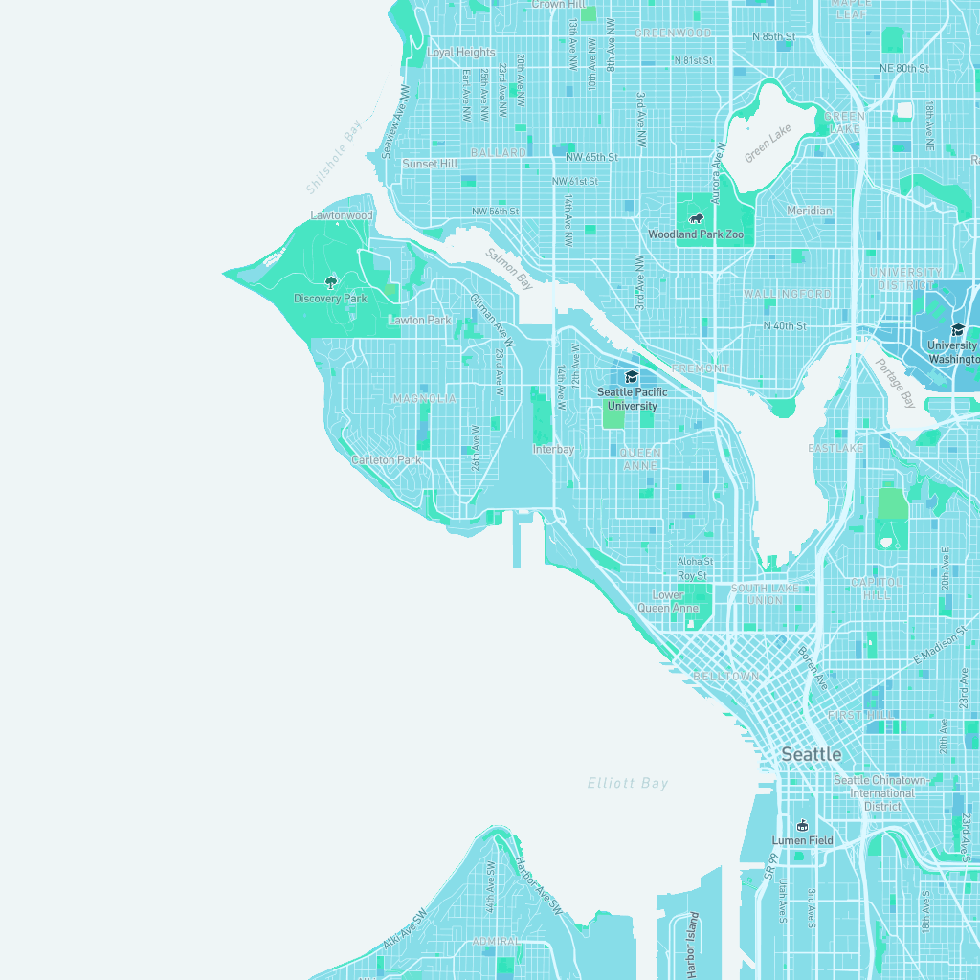 Crown Hill
MAPLE
LEAF
GREENWOOD
N 85th St
Loyal Heights
13th Ave NW
10th Ave NW
8th Ave NW
N 81st St
NE 80th St
Earl Ave NW
25th Ave NW
23rd Ave NW
20th Ave NW
3rd Ave NW
18th Ave NE
Seaview Ave NW
GREEN
LAKE
Green Lake
Shilshole Bay
Sunset Hill
BALLARD
NW 65th St
Aurora Ave N
NW 61st St
Lawtonwood
NW 56th St
14th Ave NW
Meridian
Woodland Park Zoo
Salmon Bay
3rd Ave NW
UNIVERSITY
DISTRICT
Discovery Park
WALLINGFORD
Lawton Park
Gilman Ave W
N 40th St
University
Washington
23rd Ave W
14th Ave W
12th Ave W
FREMONT
Portage Bay
Seattle Pacific
University
MAGNOLIA
26th Ave W
Interbay
QUEEN
ANNE
EASTLAKE
Carleton Park
Aloha St
Roy St
20th Ave E
SOUTH LAKE
UNION
CAPITOL
HILL
Lower
Queen Anne
E Madison St
Boren Ave
BELLTOWN
23rd Ave
FIRST HILL
20th Ave
Seattle
Elliott Bay
Seattle Chinatown-
International
District
Lumen Field
23rd Ave S
SR 99
44th Ave SW
Harbor Ave SW
Utah Ave S
3rd Ave S
18th Ave S
Alki Ave SW
ADMIRAL
Harbor Island